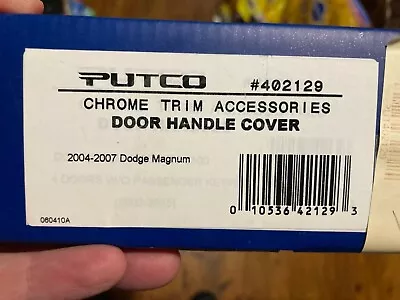 PUTCO #402129
CHROME TRIM ACCESSORIES
DOOR HANDLE COVER
2004-2007 Dodge Magnum
0 10536 42129 3
060410A